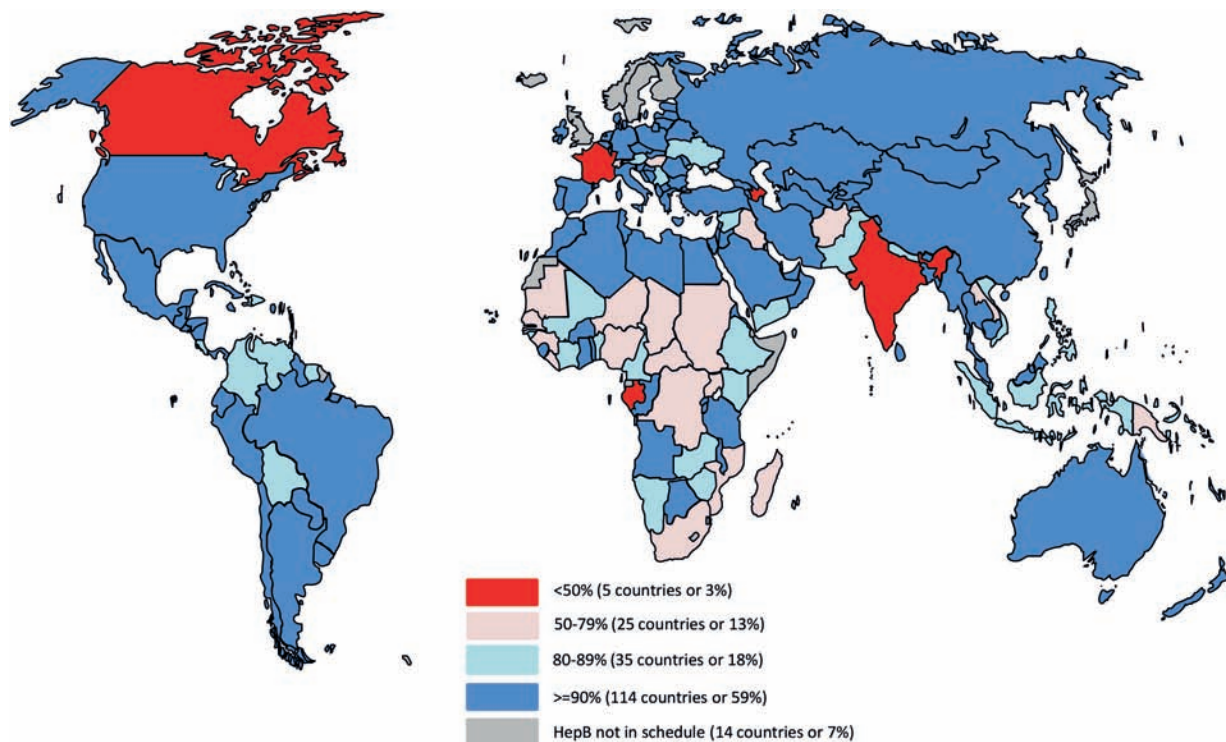 <50% (5 countries or 3%)
50-79% (25 countries or 13%)
80-89% (35 countries or 18%)
>=90% (114 countries or 59%)
HepB not in schedule (14 countries or 7%)